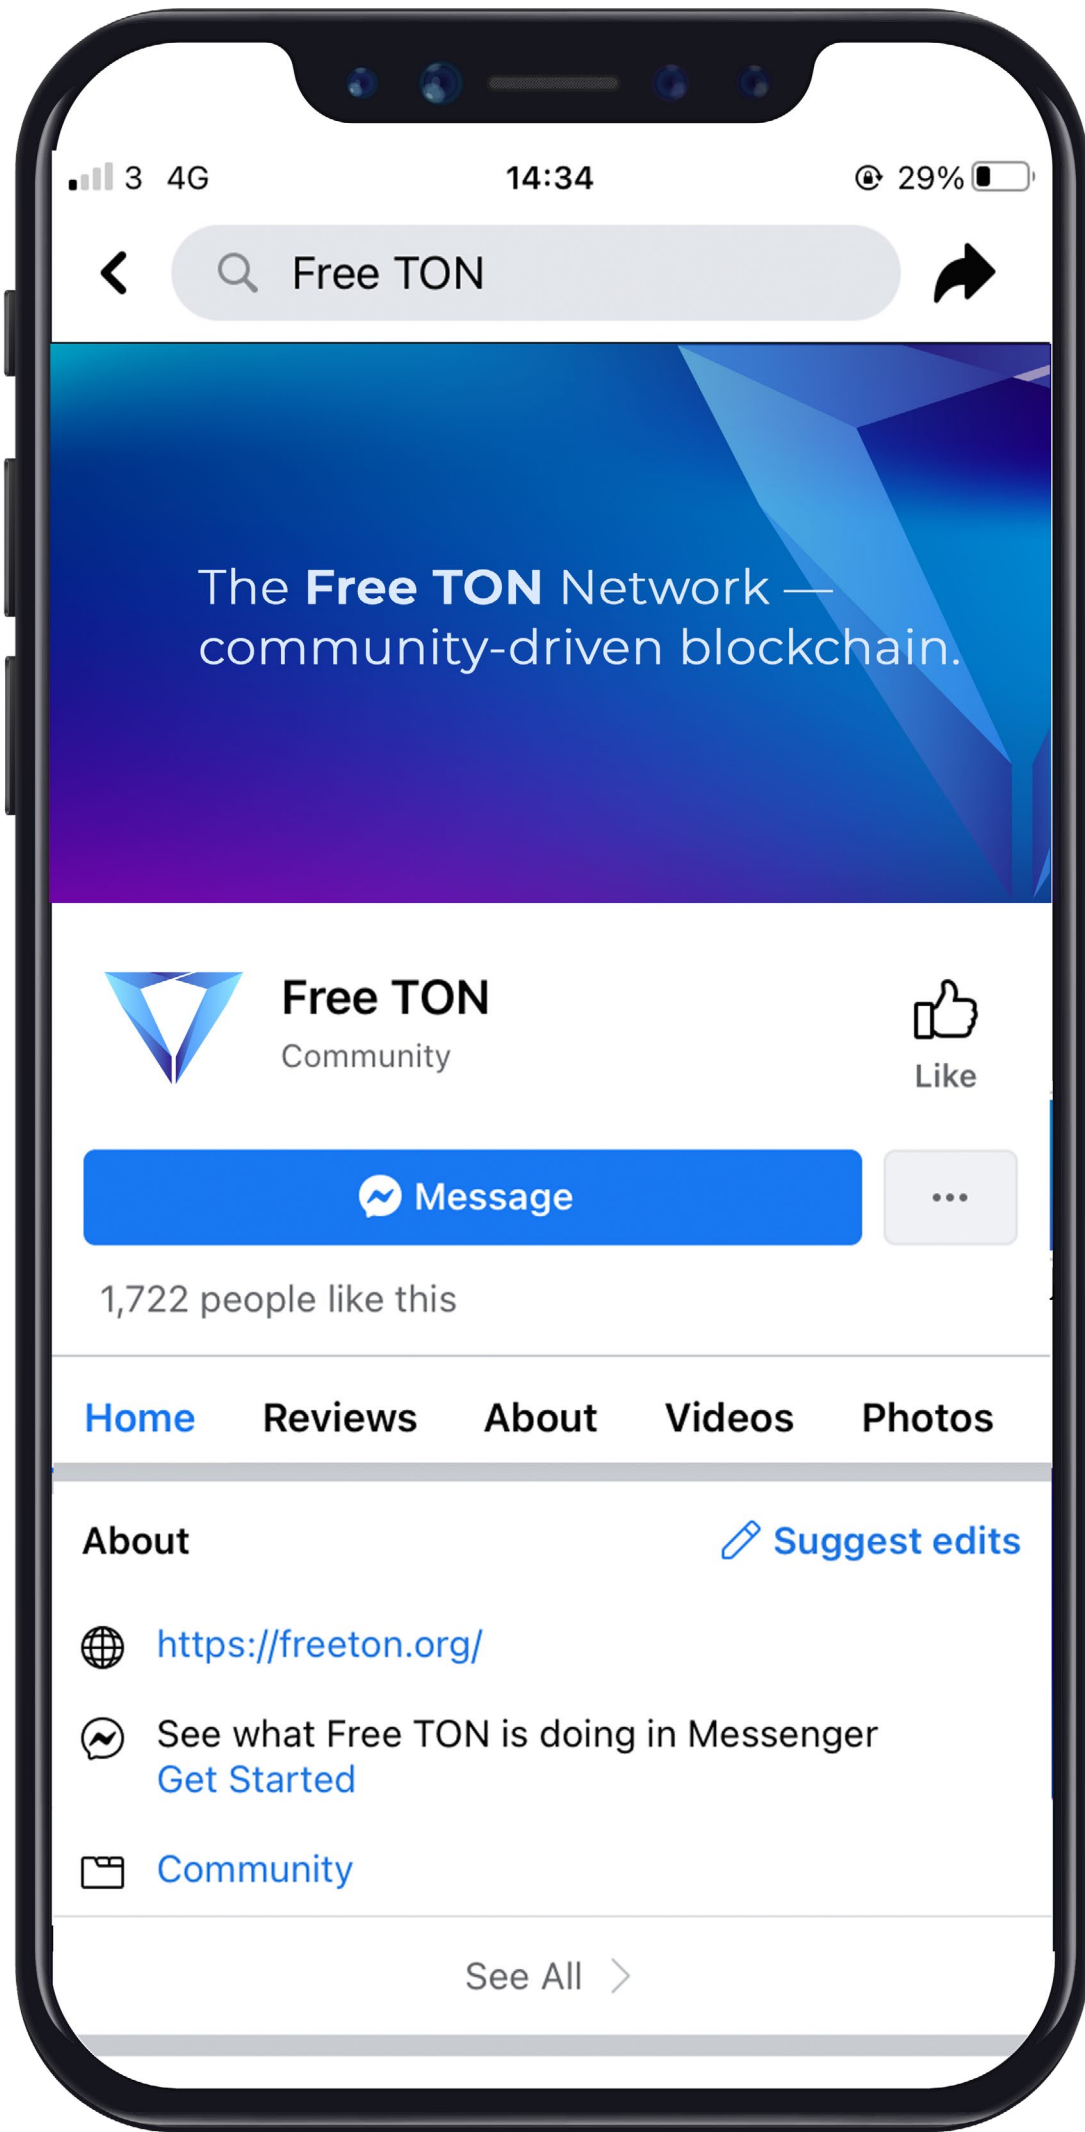 3 4G 14:34 29%
Free TON
The Free TON Network —
community-driven blockchain.
Free TON
Community
Like
Message
1,722 people like this
Home Reviews About Videos Photos
About Suggest edits
https://freeton.org/
See what Free TON is doing in Messenger
Get Started
Community
See All